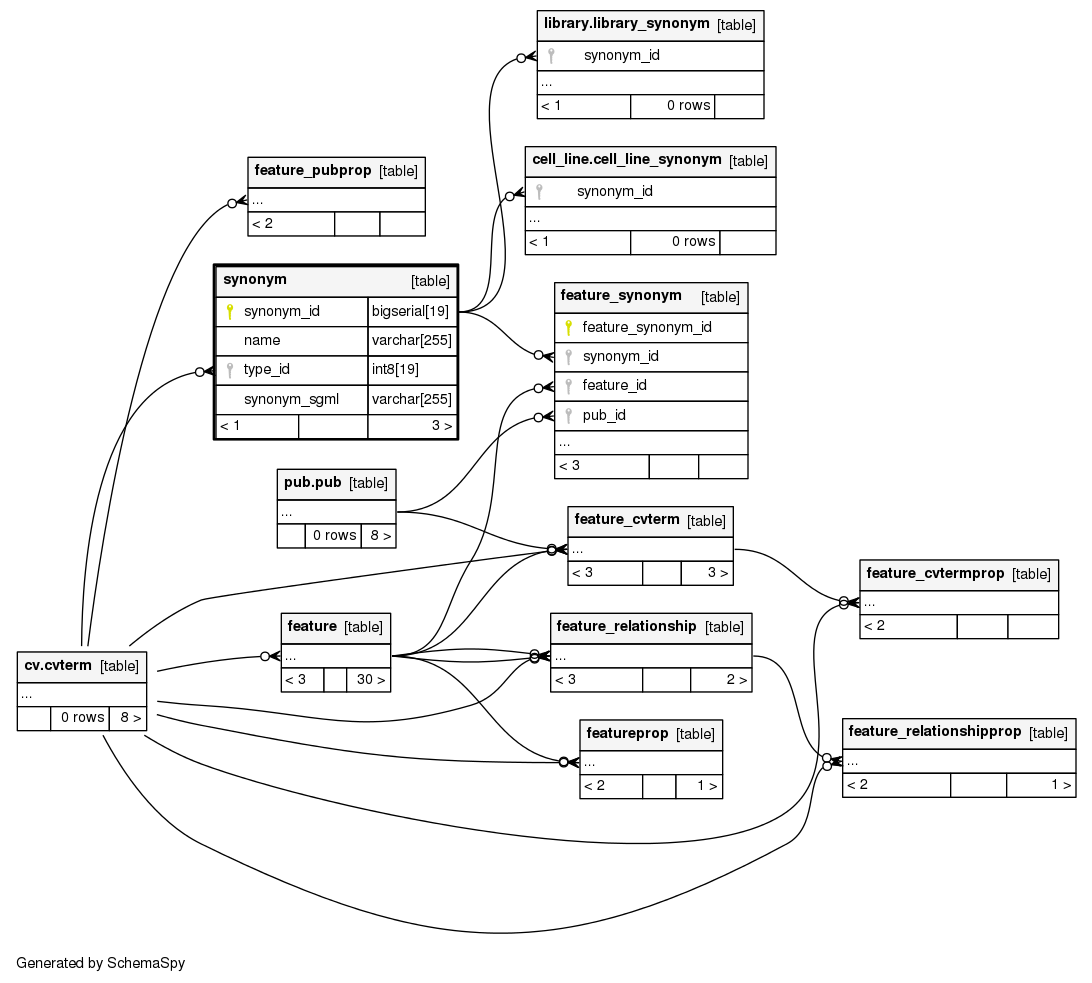 library.library_synonym [table]
synonym_id
...
< 1 0 rows
cell_line.cell_line_synonym [table]
synonym_id
...
< 1 0 rows
feature_pubprop [table]
...
< 2
synonym [table]
synonym_id bigserial[19]
name varchar[255]
type_id int8[19]
synonym_sgml varchar[255]
< 1 3 >
feature_synonym [table]
feature_synonym_id
synonym_id
feature_id
pub_id
...
< 3
pub.pub [table]
...
0 rows 8 >
feature_cvterm [table]
...
< 3 3 >
feature_cvtermprop [table]
...
< 2
feature [table]
...
< 3 30 >
feature_relationship [table]
...
< 3 2 >
cv.cvterm [table]
...
0 rows 8 >
featureprop [table]
...
< 2 1 >
feature_relationshipprop [table]
...
< 2 1 >
Generated by SchemaSpy